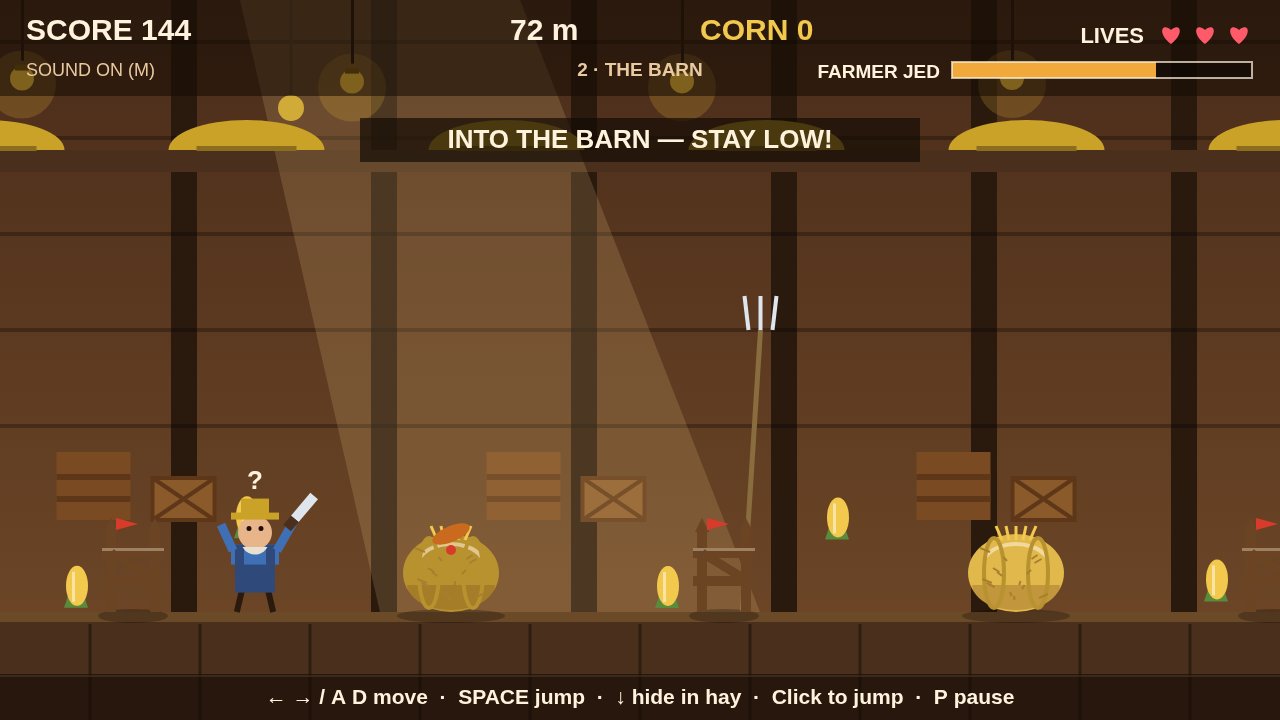 SCORE 144
72 m
CORN 0
LIVES
SOUND ON (M)
2 · THE BARN
FARMER JED
INTO THE BARN — STAY LOW!
?
← → / A D move · SPACE jump · ↓ hide in hay · Click to jump · P pause